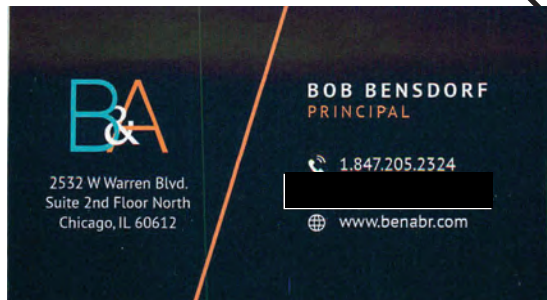 B&A
2532 W Warren Blvd.
Suite 2nd Floor North
Chicago, IL 60612
BOB BENSDORF
PRINCIPAL
1.847.205.2324
www.benabr.com